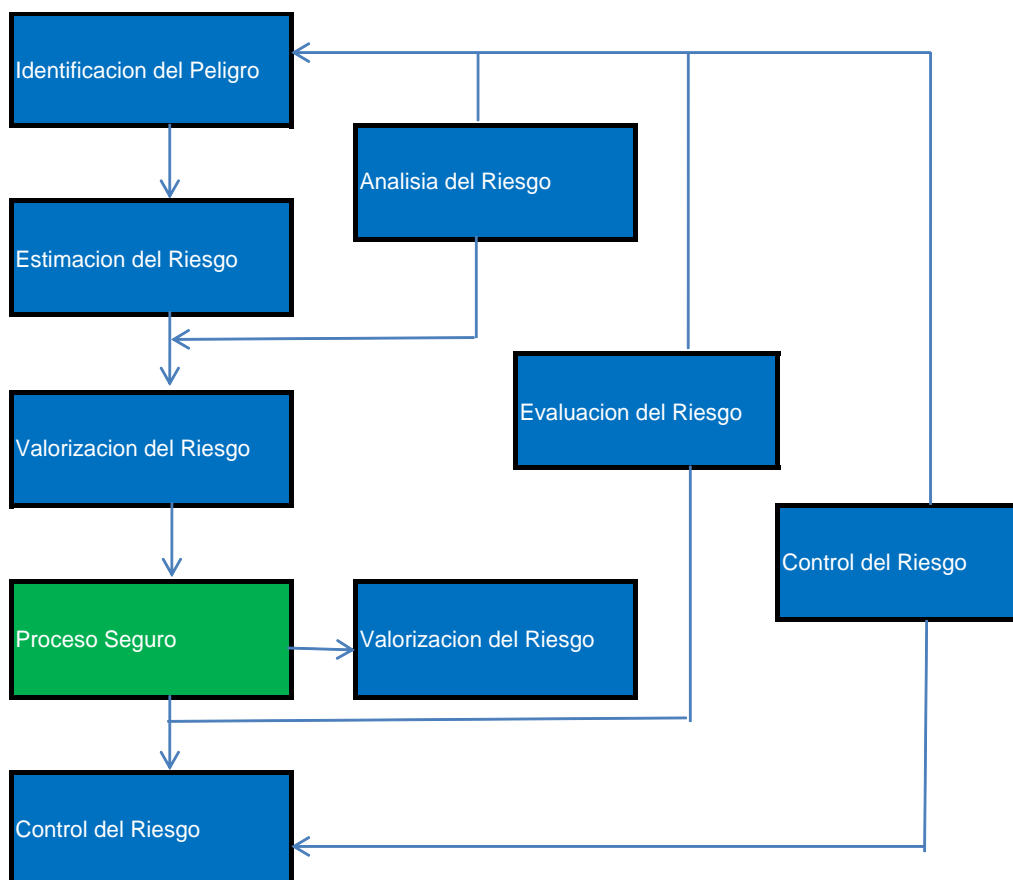 Identificacion del Peligro
Analisia del Riesgo
Estimacion del Riesgo
Evaluacion del Riesgo
Valorizacion del Riesgo
Control del Riesgo
Proceso Seguro
Valorizacion del Riesgo
Control del Riesgo